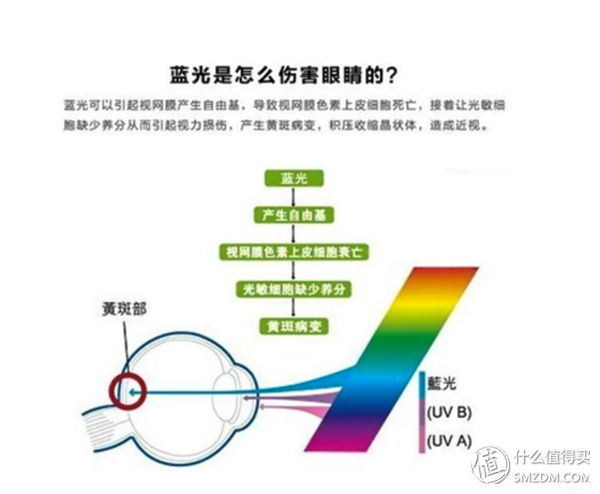 蓝光是怎么伤害眼睛的？
蓝光可以引起视网膜产生自由基，导致视网膜色素上皮细胞死亡，接着让光敏细
胞缺少养分从而引起视力损伤，产生黄斑病变，积压收缩晶状体，造成近视。
蓝光
产生自由基
视网膜色素上皮细胞衰亡
光敏细胞缺少养分
黄斑病变
黃斑部
藍光
(UV B)
(UV A)
值 什么值得买
SMZDM.COM